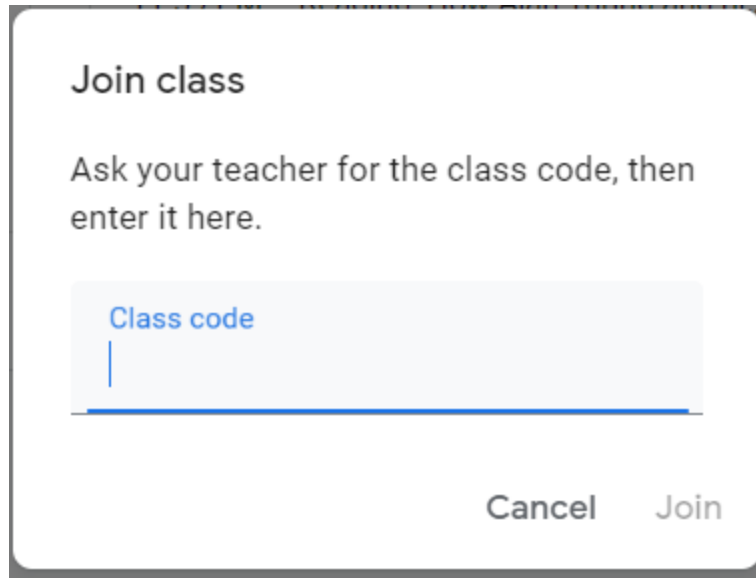 Join class
Ask your teacher for the class code, then
enter it here.
Class code
Cancel Join